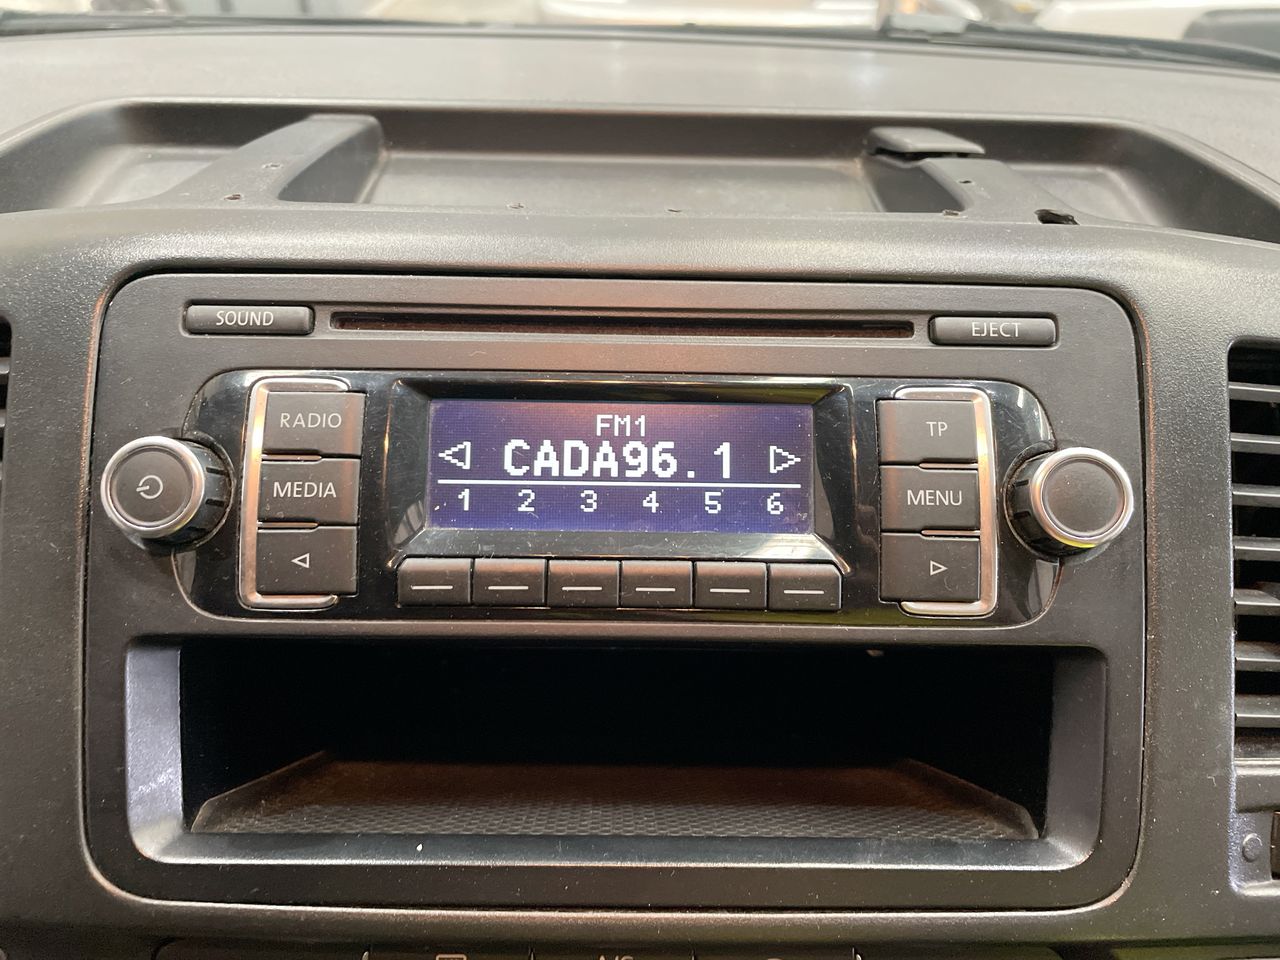 SOUND
EJECT
RADIO
MEDIA
FM1
CADA96.1
1 2 3 4 5 6
TP
MENU